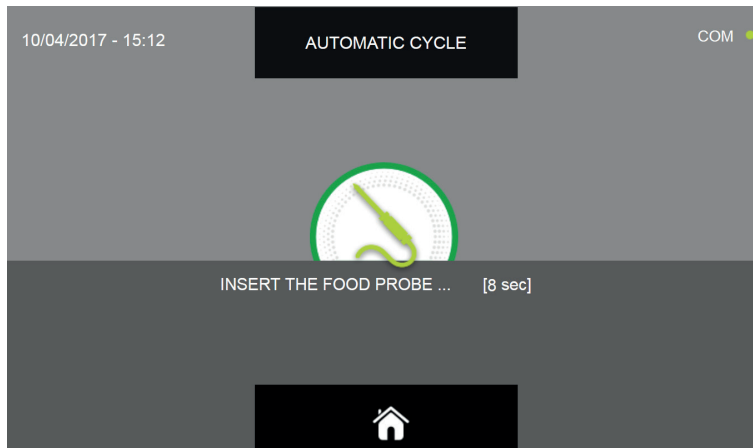 10/04/2017 - 15:12
AUTOMATIC CYCLE
COM
INSERT THE FOOD PROBE ... [8 sec]